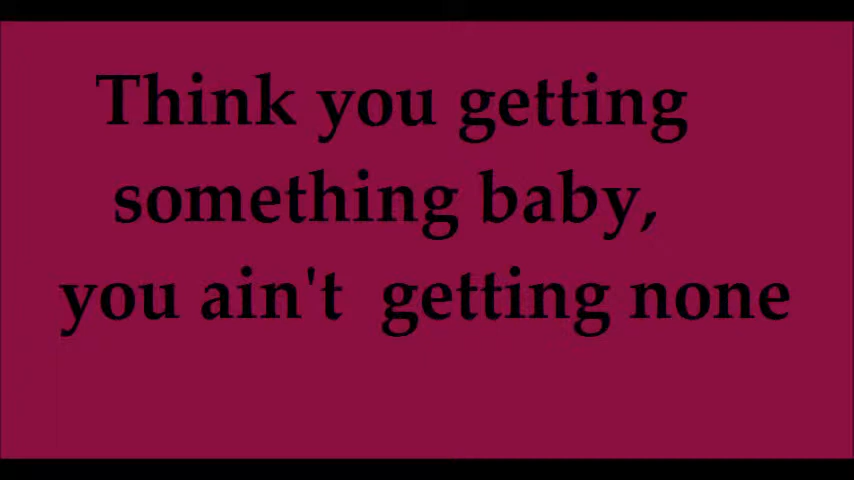 Think you getting
something baby,
you ain't getting none